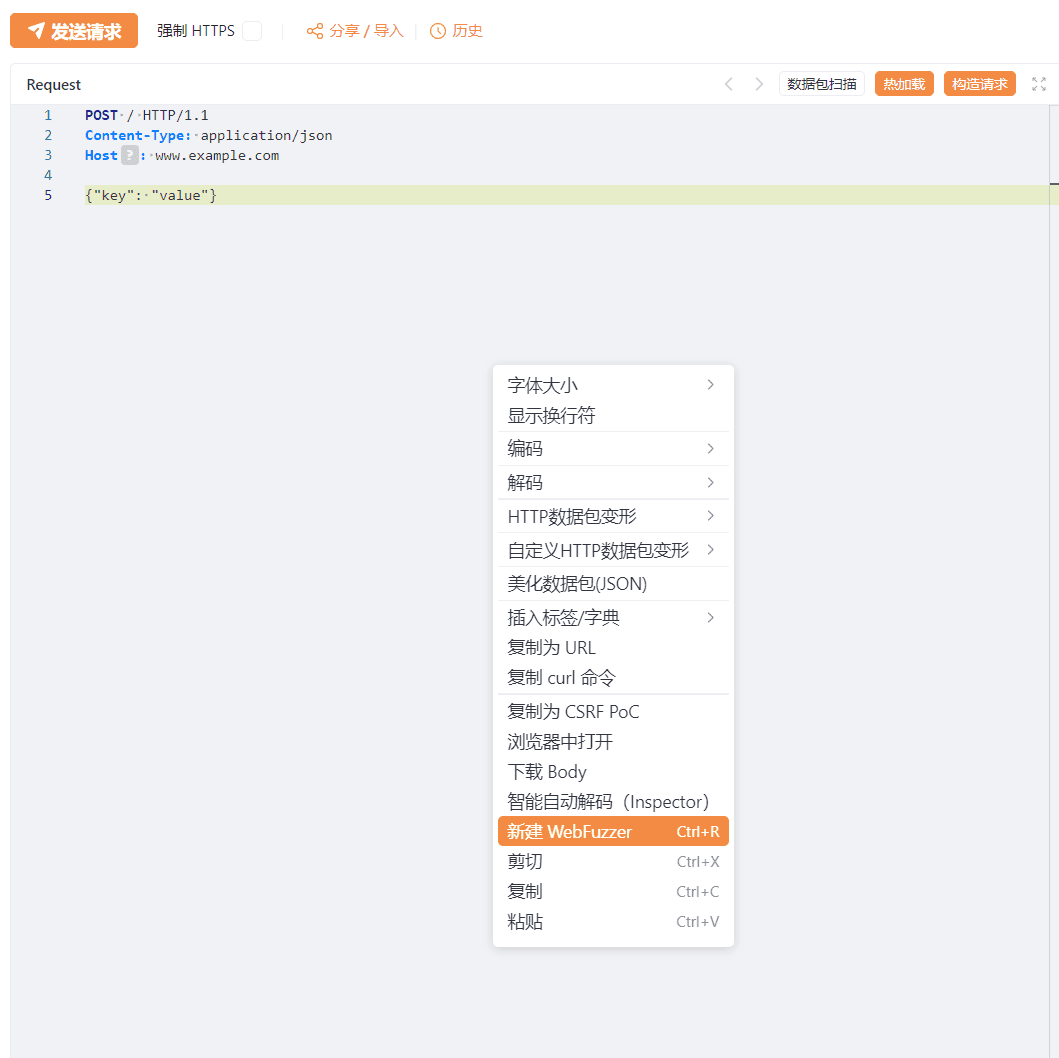 发送请求 强制 HTTPS 分享 / 导入 历史
Request 数据包扫描 热加载 构造请求
1 POST / HTTP/1.1
2 Content-Type: application/json
3 Host ? : www.example.com
4
5 {"key": "value"}
字体大小
显示换行符
编码
解码
HTTP数据包变形
自定义HTTP数据包变形
美化数据包(JSON)
插入标签/字典
复制为 URL
复制 curl 命令
复制为 CSRF PoC
浏览器中打开
下载 Body
智能自动解码（Inspector）
新建 WebFuzzer Ctrl+R
剪切 Ctrl+X
复制 Ctrl+C
粘贴 Ctrl+V